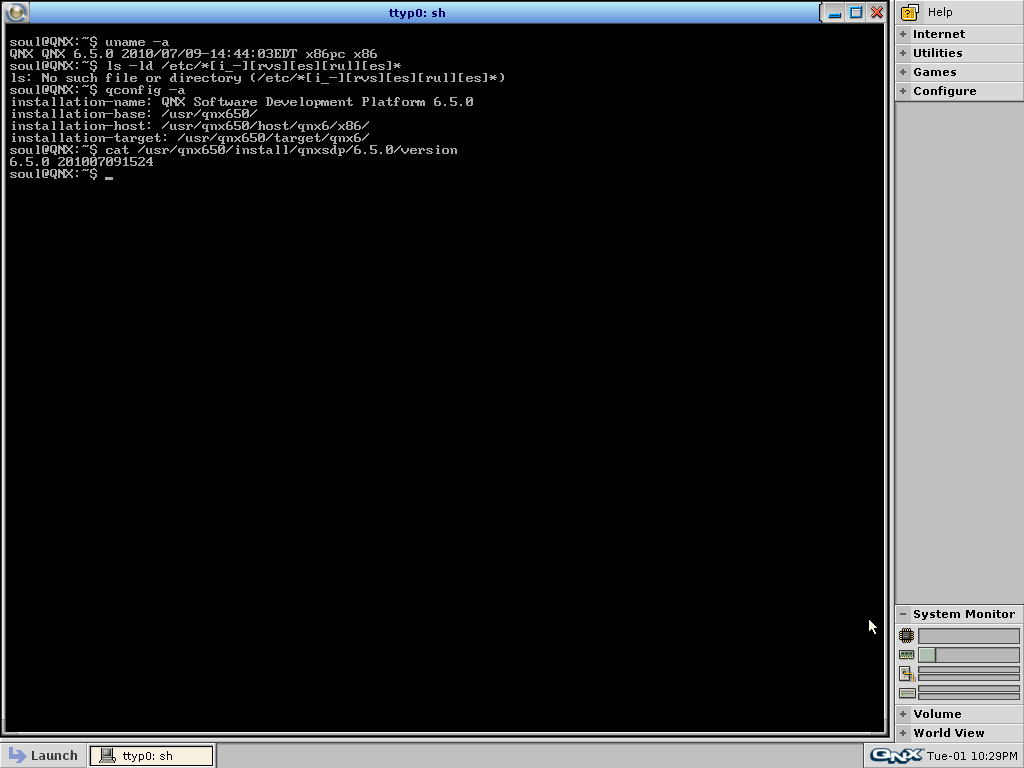 ttyp0: sh
soul@QNX:~$ uname -a
QNX QNX 6.5.0 2010/07/09-14:44:03EDT x86pc x86
soul@QNX:~$ ls -ld /etc/*[i_-][rvs][es][rul][es]*
ls: No such file or directory (/etc/*[i_-][rvs][es][rul][es]*)
soul@QNX:~$ qconfig -a
installation-name: QNX Software Development Platform 6.5.0
installation-base: /usr/qnx650/
installation-host: /usr/qnx650/host/qnx6/x86/
installation-target: /usr/qnx650/target/qnx6/
soul@QNX:~$ cat /usr/qnx650/install/qnxsdp/6.5.0/version
6.5.0 201007091524
soul@QNX:~$ _
Help
+ Internet
+ Utilities
+ Games
+ Configure
- System Monitor
+ Volume
+ World View
Launch
ttyp0: sh
QNX
Tue-01 10:29PM